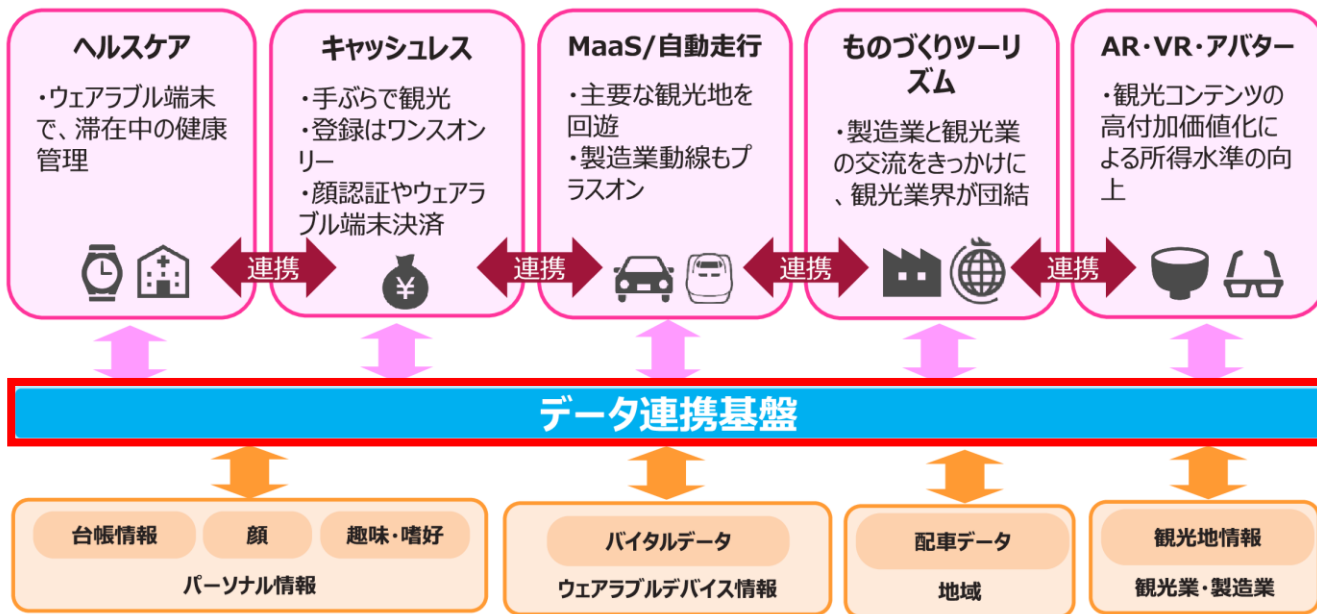 ヘルスケア
・ウェアラブル端末
で、滞在中の健康
管理
キャッシュレス
・手ぶらで観光
・登録はワンスオン
リー
・顔認証やウェアラ
ブル端末決済
MaaS/自動走行
・主要な観光地を
回遊
・製造業動線もプ
ラスオン
ものづくりツーリ
ズム
・製造業と観光業
の交流をきっかけに
、観光業界が団結
AR・VR・アバター
・観光コンテンツの
高付加価値化に
よる所得水準の向
上
連携
連携
連携
連携
¥
データ連携基盤
台帳情報
顔
趣味・嗜好
パーソナル情報
バイタルデータ
ウェアラブルデバイス情報
配車データ
地域
観光地情報
観光業・製造業